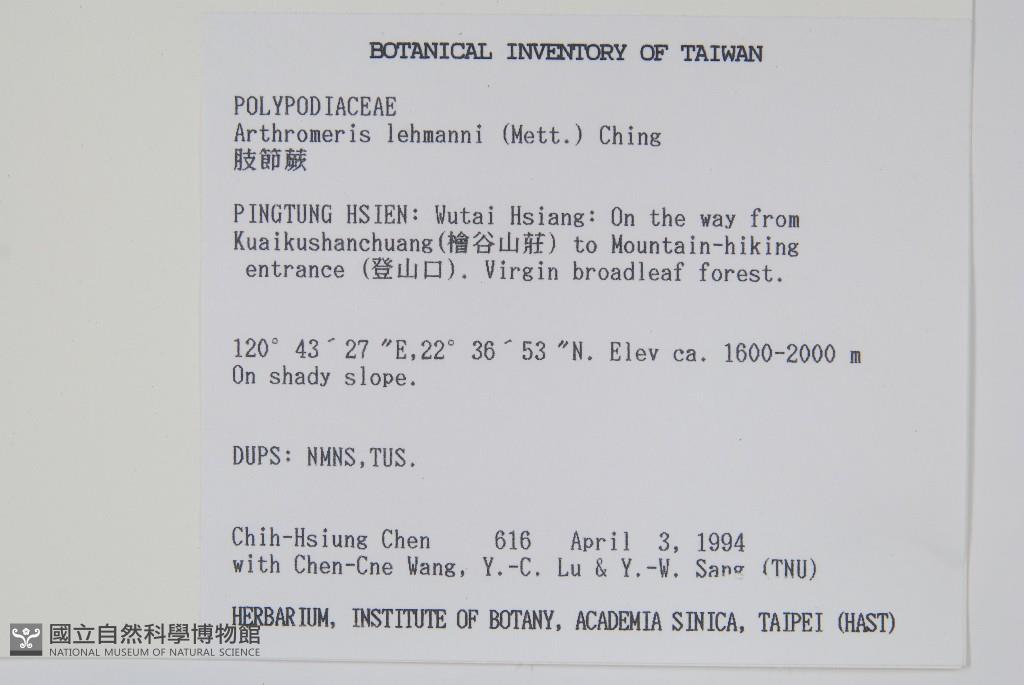 BOTANICAL INVENTORY OF TAIWAN
POLYPODIACEAE
Arthromeris lehmanni (Mett.) Ching
肢節蕨
PINGTUNG HSIEN: Wutai Hsiang: On the way from
Kuaikushanchuang(檜谷山莊) to Mountain-hiking
entrance (登山口). Virgin broadleaf forest.
120° 43´27 ″E,22° 36´53 ″N. Elev ca. 1600-2000 m
On shady slope.
DUPS: NMNS,TUS.
Chih-Hsiung Chen 616 April 3, 1994
with Chen-Cne Wang, Y.-C. Lu & Y.-W. Sang (TNU)
HERBARIUM, INSTITUTE OF BOTANY, ACADEMIA SINICA, TAIPEI (HAST)
國立自然科學博物館
NATIONAL MUSEUM OF NATURAL SCIENCE